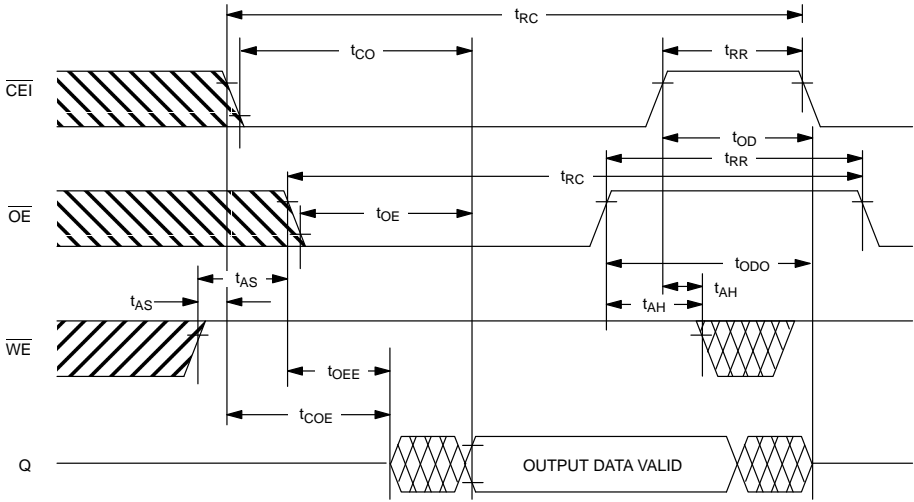 tRC
tCO
tRR
CEI
tOD
tRR
tRC
OE
tOE
tODO
tAS
tAH
tAS
tAH
WE
tOEE
tCOE
Q
OUTPUT DATA VALID